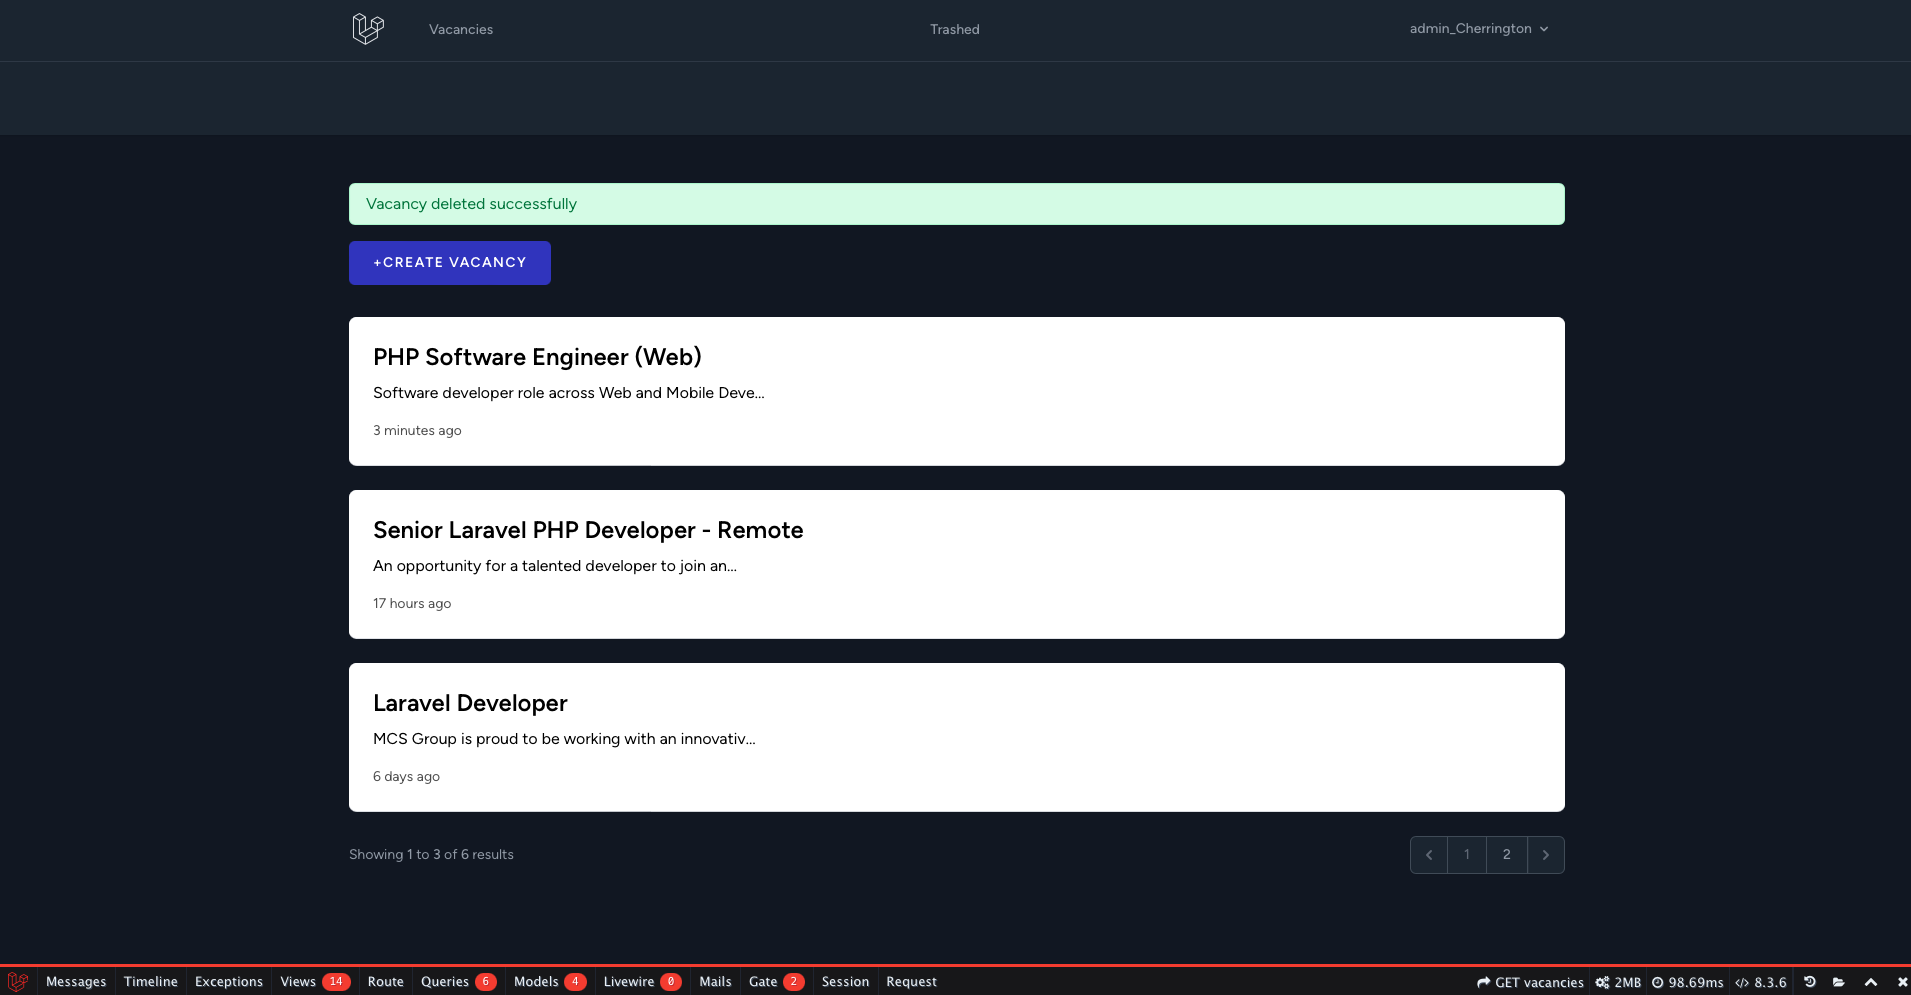 Vacancies Trashed admin_Cherrington
Vacancy deleted successfully
+CREATE VACANCY
PHP Software Engineer (Web)
Software developer role across Web and Mobile Deve...
3 minutes ago
Senior Laravel PHP Developer - Remote
An opportunity for a talented developer to join an...
17 hours ago
Laravel Developer
MCS Group is proud to be working with an innovativ...
6 days ago
Showing 1 to 3 of 6 results 1 2
Messages Timeline Exceptions Views 14 Route Queries 6 Models 4 Livewire 0 Mails Gate 2 Session Request GET vacancies 2MB 98.69ms 8.3.6